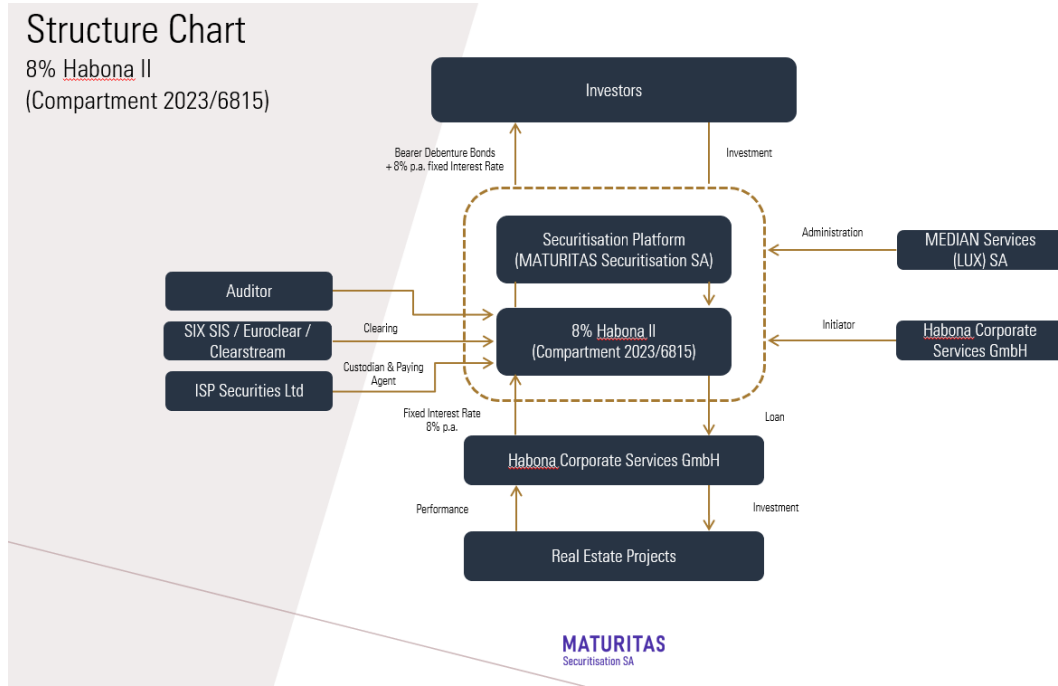 Structure Chart
8% Habona II
(Compartment 2023/6815)
Investors
Bearer Debenture Bonds
+ 8% p.a. fixed Interest Rate
Investment
Securitisation Platform
(MATURITAS Securitisation SA)
Administration
MEDIAN Services
(LUX) SA
Auditor
SIX SIS / Euroclear /
Clearstream
Clearing
8% Habona II
(Compartment 2023/6815)
Initiator
Habona Corporate
Services GmbH
ISP Securities Ltd
Custodian & Paying
Agent
Fixed Interest Rate
8% p.a.
Loan
Habona Corporate Services GmbH
Performance
Investment
Real Estate Projects
MATURITAS
Securitisation SA